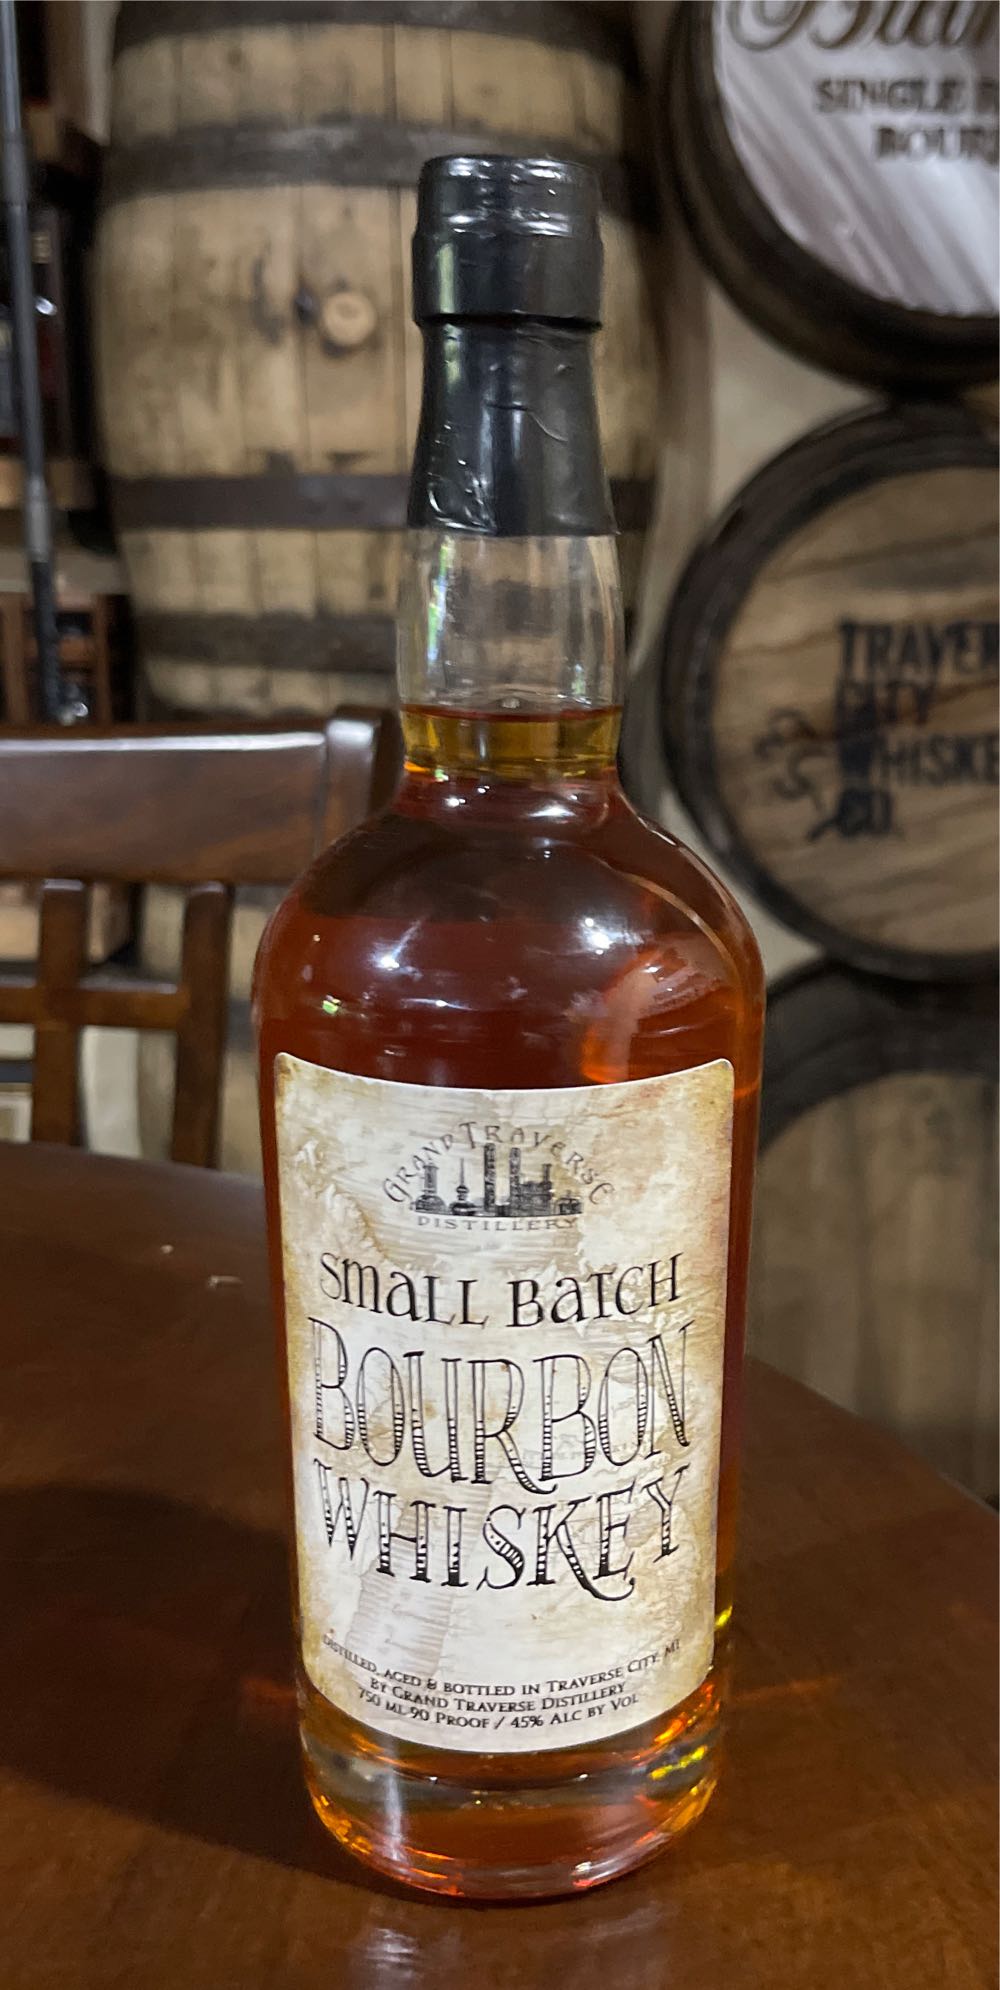 SINGLE
TRAVER
CITY
WHISKE
CO.
GRAND TRAVERSE
DISTILLERY
SMALL BATCH
BOURBON
WHISKEY
DISTILLED, AGED & BOTTLED IN TRAVERSE CITY, MI
BY GRAND TRAVERSE DISTILLERY
750 ML 90 PROOF / 45% ALC BY VOL